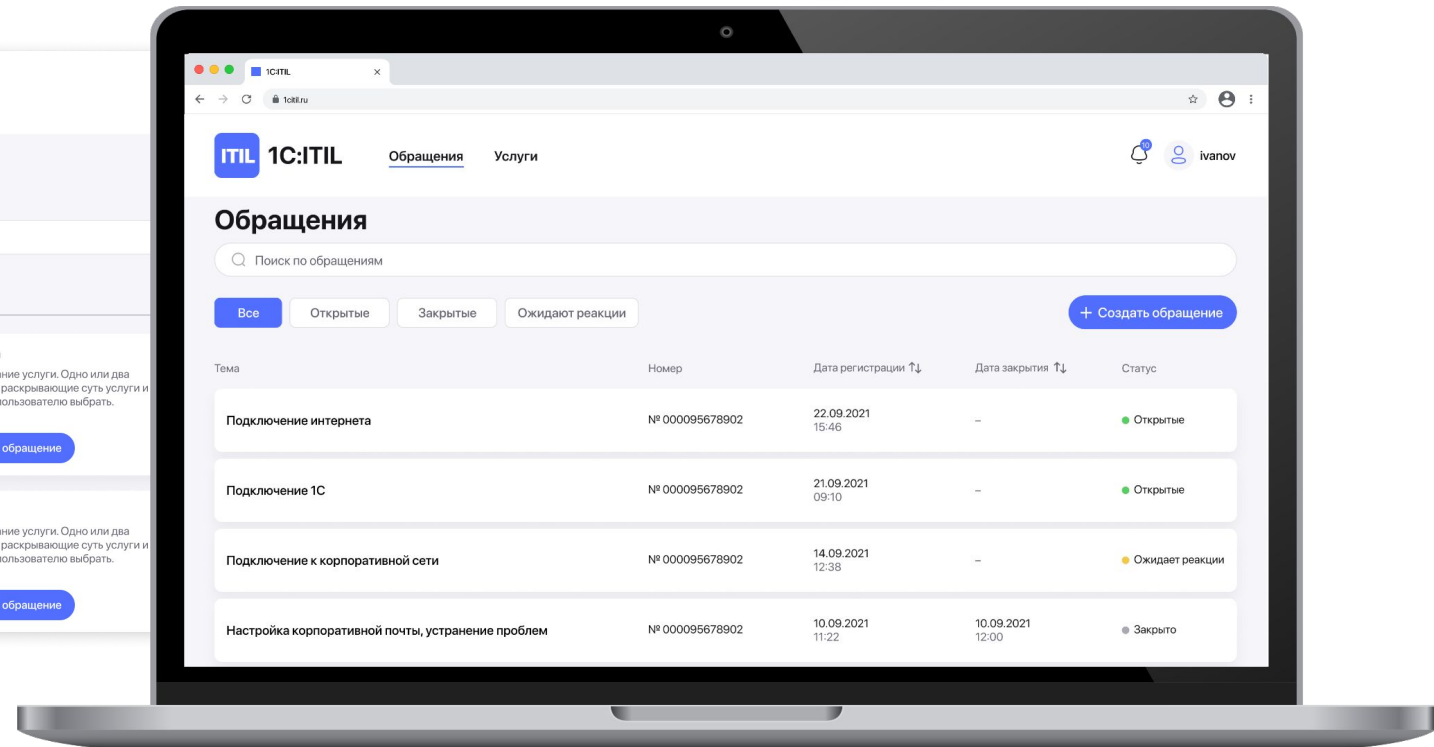 1C:ITIL
1citil.ru
ITIL 1C:ITIL
Обращения
Услуги
10
ivanov
Обращения
Поиск по обращениям
Все
Открытые
Закрытые
Ожидают реакции
+ Создать обращение
Тема
Номер
Дата регистрации
Дата закрытия
Статус
Подключение интернета
№ 000095678902
22.09.2021
15:46
–
Открытые
Подключение 1С
№ 000095678902
21.09.2021
09:10
–
Открытые
Подключение к корпоративной сети
№ 000095678902
14.09.2021
12:38
–
Ожидает реакции
Настройка корпоративной почты, устранение проблем
№ 000095678902
10.09.2021
11:22
10.09.2021
12:00
Закрыто
услуги. Одно или два
раскрывающие суть услуги и
выбрать.
обращение
услуги. Одно или два
раскрывающие суть услуги и
выбрать.
обращение